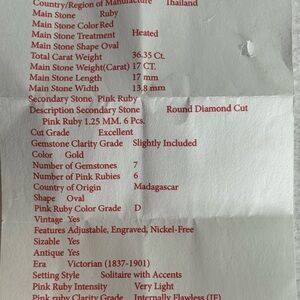 Country/Region of Manufacture Thailand
Main Stone Ruby
Main Stone Color Red
Main Stone Treatment Heated
Main Stone Shape Oval
Total Carat Weight 36.35 Ct.
Main Stone Weight(Carat) 17 CT.
Main Stone Length 17 mm
Main Stone Width 13.8 mm
Secondary Stone Pink Ruby
Description Secondary Stone Round Diamond Cut
Pink Ruby 1.25 MM. 6 Pcs.
Cut Grade Excellent
Gemstone Clarity Grade Slightly Included
Color Gold
Number of Gemstones 7
Number of Pink Rubies 6
Country of Origin Madagascar
Shape Oval
Pink Ruby Color Grade D
Vintage Yes
Features Adjustable, Engraved, Nickel-Free
Sizable Yes
Antique Yes
Era Victorian (1837-1901)
Setting Style Solitaire with Accents
Pink Ruby Intensity Very Light
Pink ruby Clarity Grade Internally Flawless (IF)